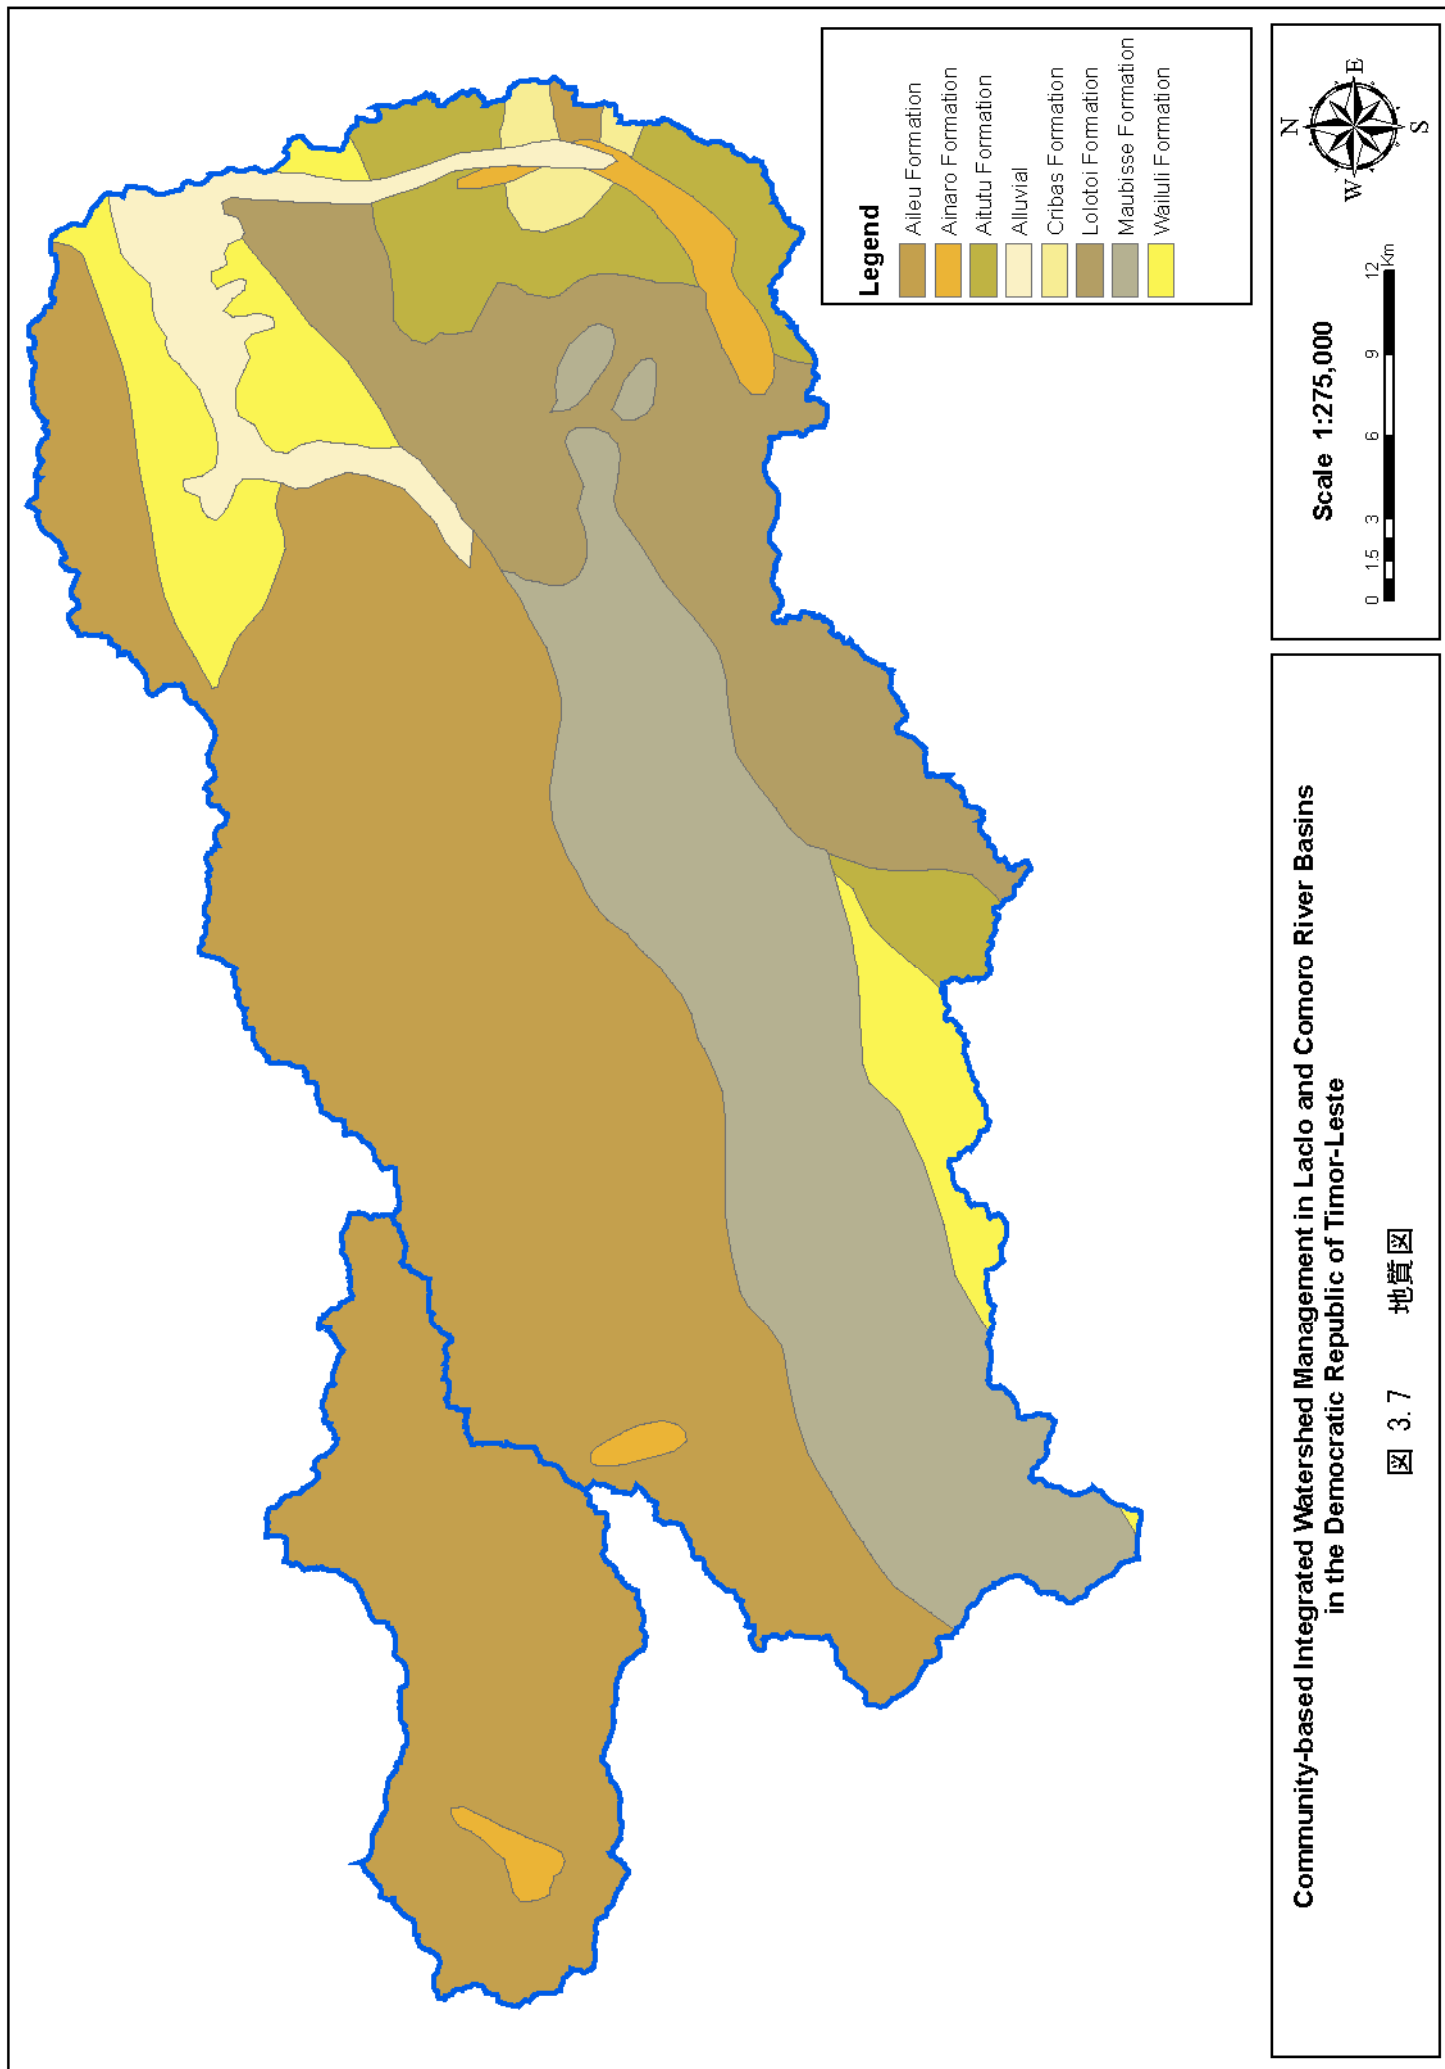 Legend
Aileu Formation
Ainaro Formation
Aitutu Formation
Alluvial
Cribas Formation
Lolotoi Formation
Maubisse Formation
Wailuli Formation
Community-based Integrated Watershed Management in Laclo and Comoro River Basins
in the Democratic Republic of Timor-Leste
図 3.7 地質図
Scale 1:275,000
0 1.5 3 6 9 12
Km
N
W E
S